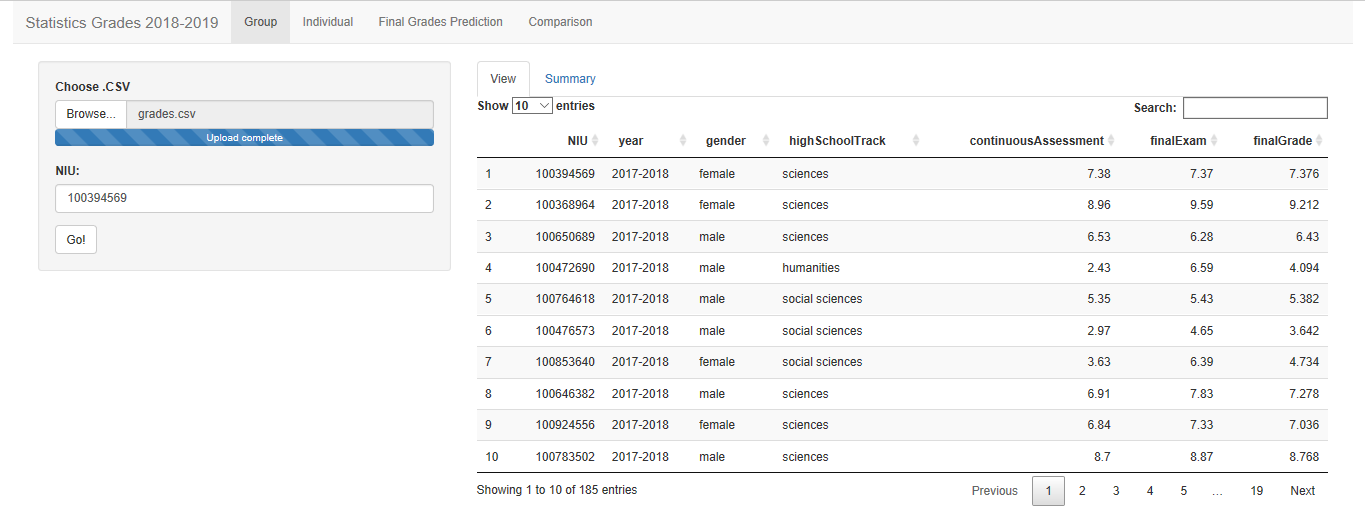 Statistics Grades 2018-2019 Group Individual Final Grades Prediction Comparison
Choose .CSV
Browse... grades.csv
Upload complete
NIU:
100394569
Go!
View Summary
Show 10 entries Search:
NIU year gender highSchoolTrack continuousAssessment finalExam finalGrade
1 100394569 2017-2018 female sciences 7.38 7.37 7.376
2 100368964 2017-2018 female sciences 8.96 9.59 9.212
3 100650689 2017-2018 male sciences 6.53 6.28 6.43
4 100472690 2017-2018 male humanities 2.43 6.59 4.094
5 100764618 2017-2018 male social sciences 5.35 5.43 5.382
6 100476573 2017-2018 male social sciences 2.97 4.65 3.642
7 100853640 2017-2018 female social sciences 3.63 6.39 4.734
8 100646382 2017-2018 male sciences 6.91 7.83 7.278
9 100924556 2017-2018 female sciences 6.84 7.33 7.036
10 100783502 2017-2018 male sciences 8.7 8.87 8.768
Showing 1 to 10 of 185 entries Previous 1 2 3 4 5 ... 19 Next